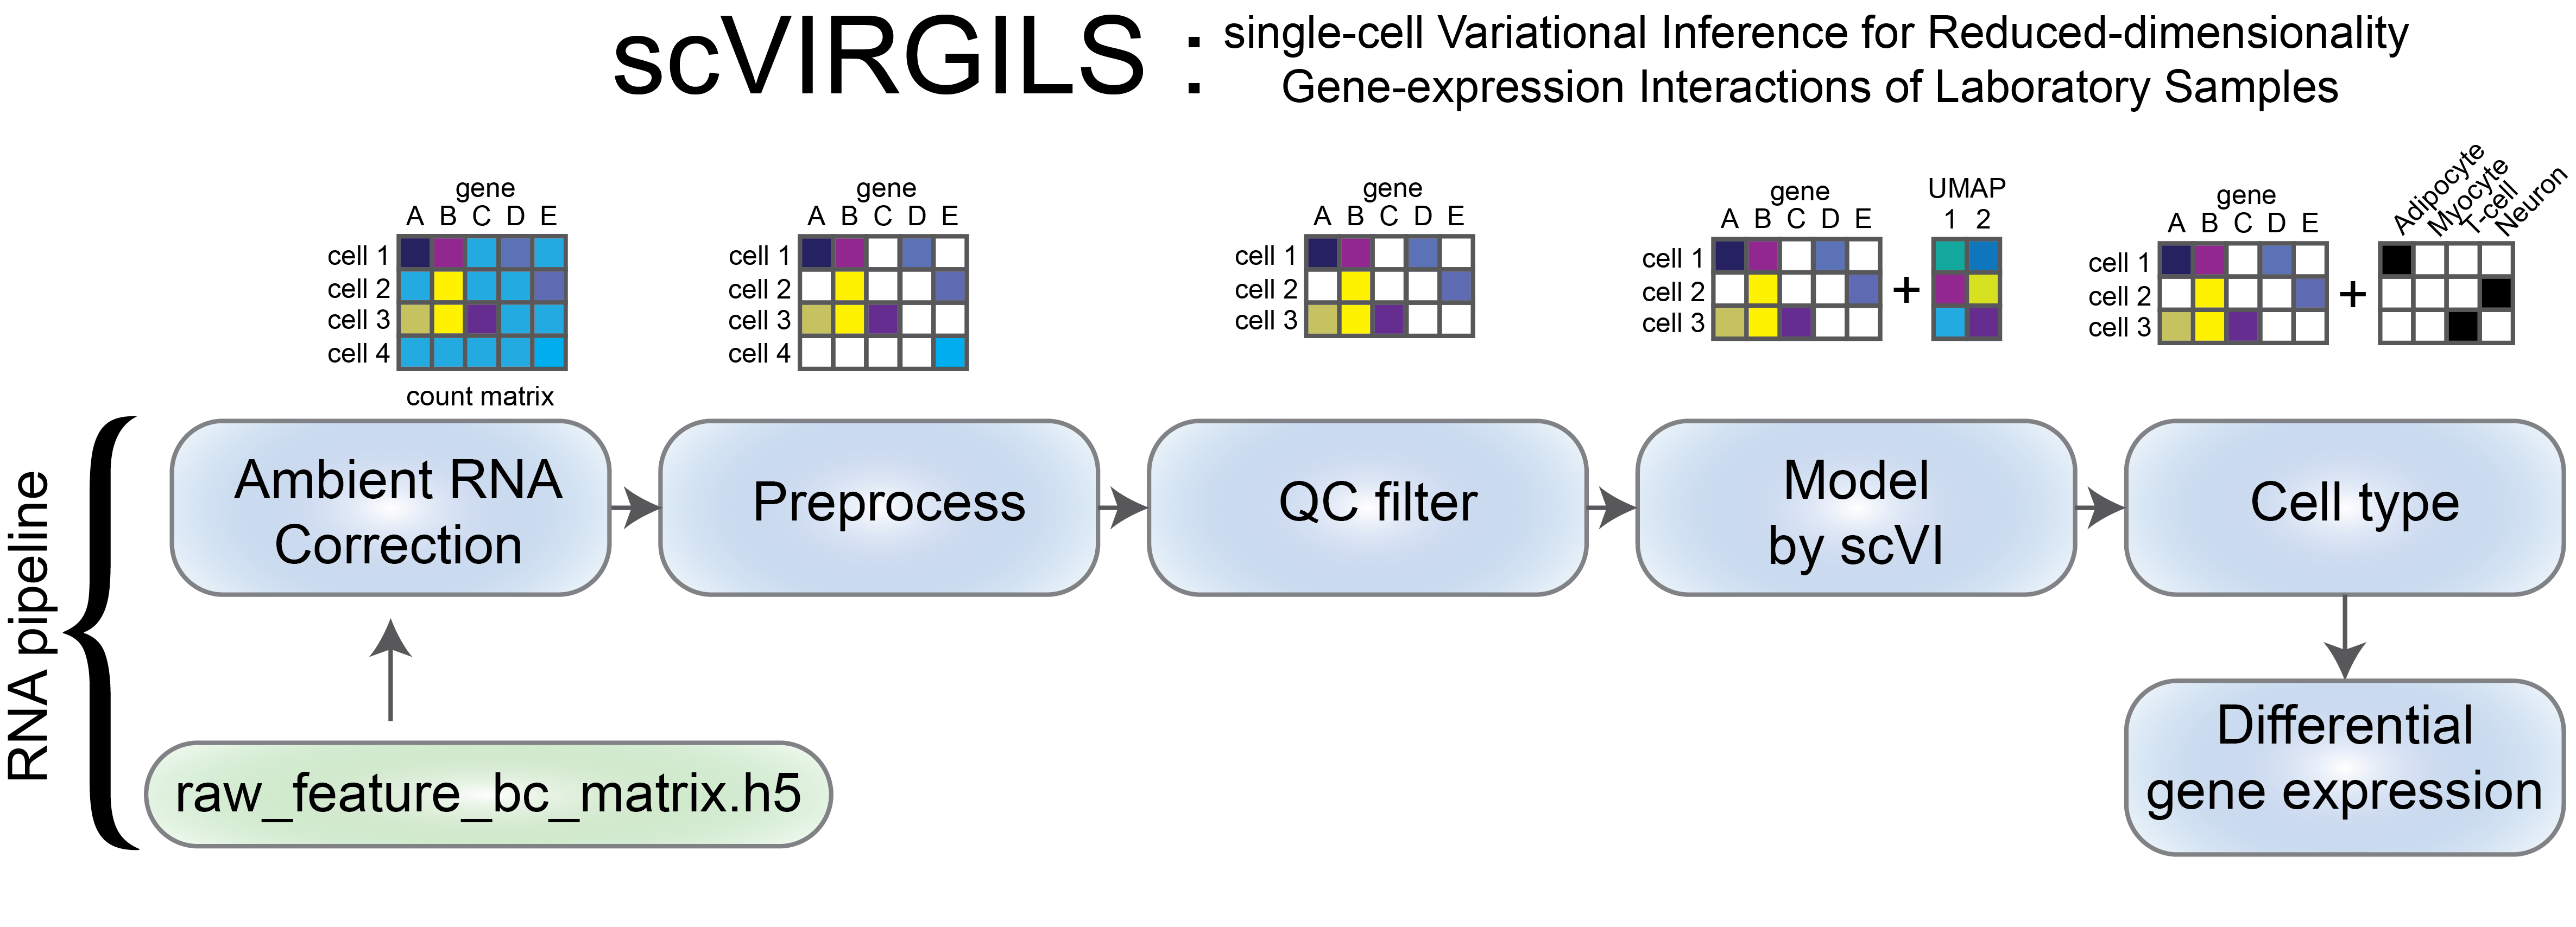 scVIRGILS : single-cell Variational Inference for Reduced-dimensionality
Gene-expression Interactions of Laboratory Samples
gene
A B C D E
cell 1
cell 2
cell 3
cell 4
count matrix
gene
A B C D E
cell 1
cell 2
cell 3
cell 4
gene
A B C D E
cell 1
cell 2
cell 3
gene
A B C D E
cell 1
cell 2
cell 3
+
UMAP
1 2
gene
A B C D E
cell 1
cell 2
cell 3
+
Adipocyte
Myocyte
T-cell
Neuron
RNA pipeline
Ambient RNA
Correction
Preprocess
QC filter
Model
by scVI
Cell type
raw_feature_bc_matrix.h5
Differential
gene expression